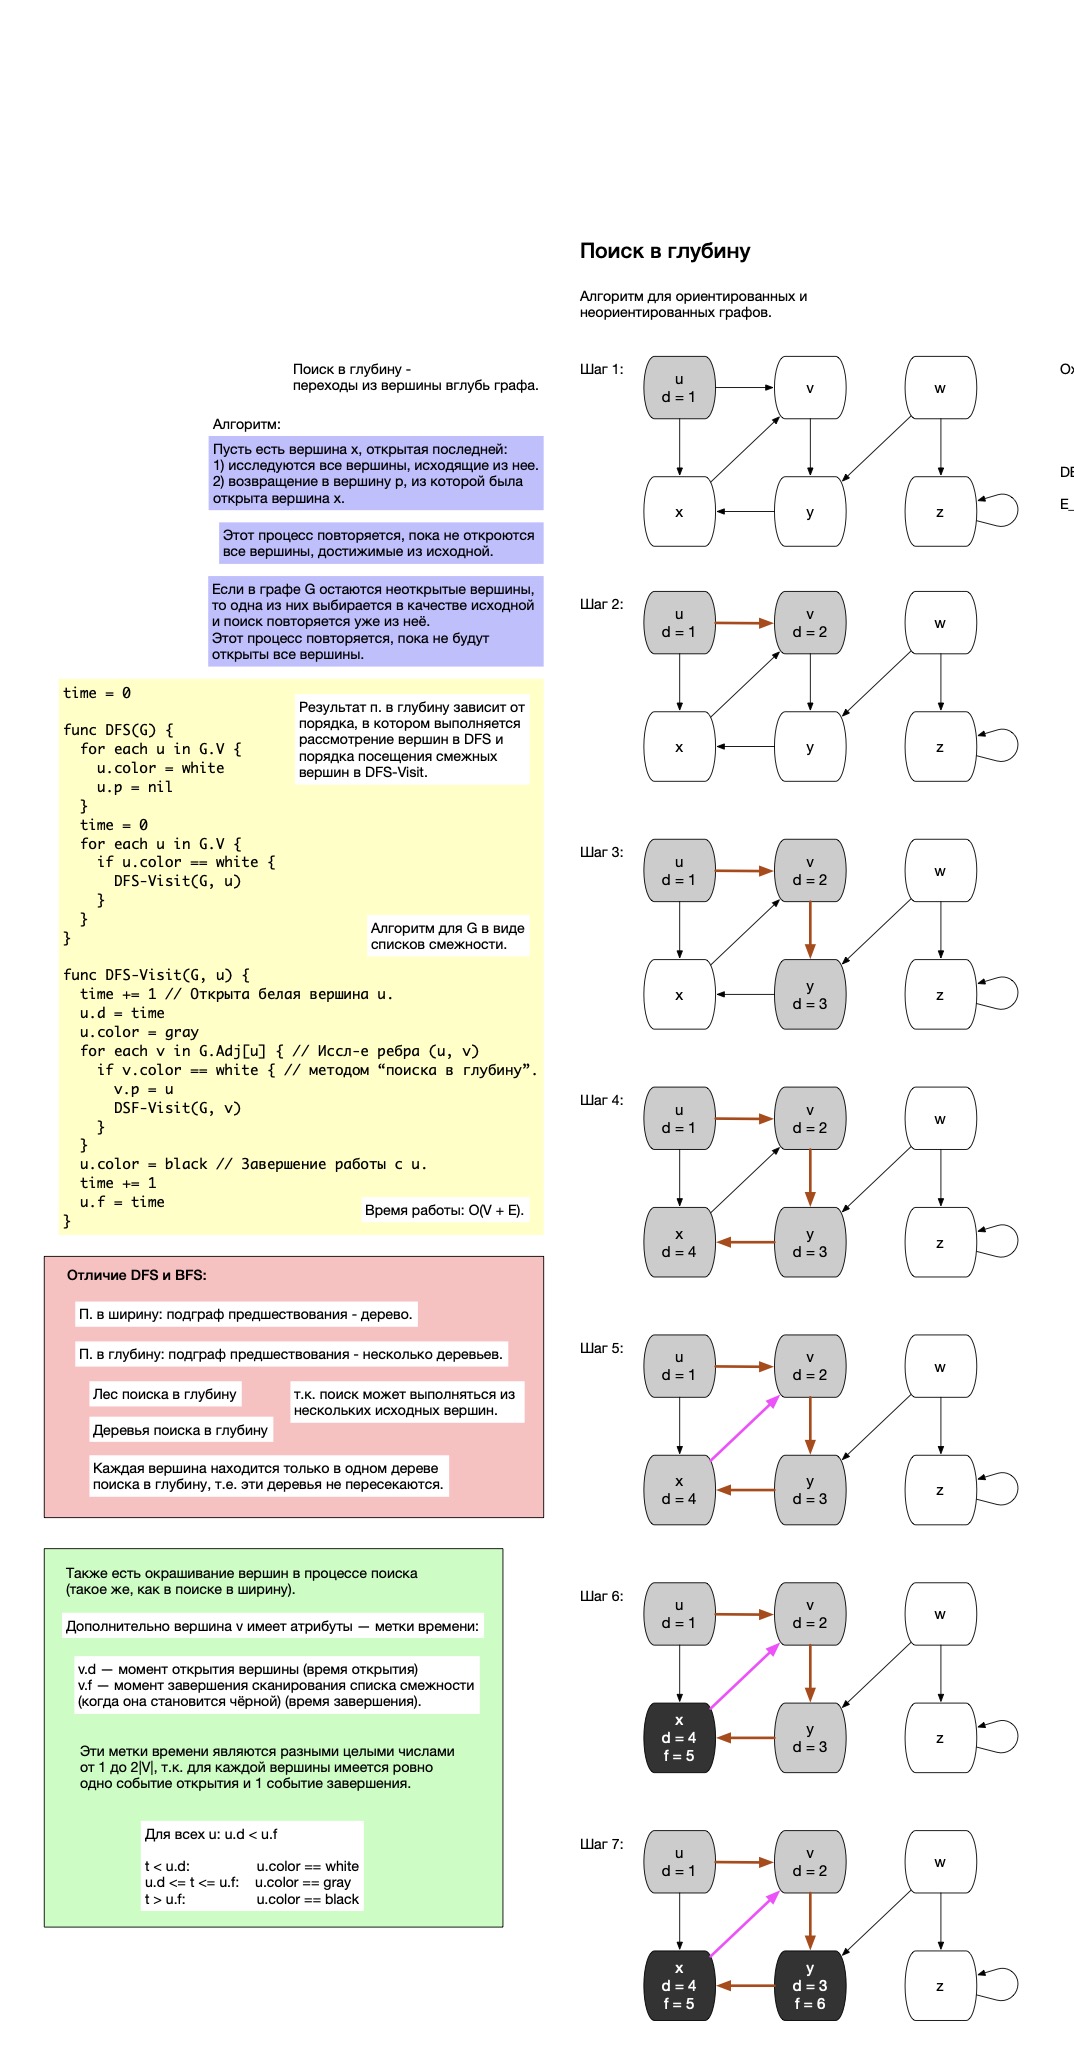 Поиск в глубину
Алгоритм для ориентированных и
неориентированных графов.
Поиск в глубину -
переходы из вершины вглубь графа.
Алгоритм:
Пусть есть вершина x, открытая последней:
1) исследуются все вершины, исходящие из нее.
2) возвращение в вершину p, из которой была
открыта вершина x.
Этот процесс повторяется, пока не откроются
все вершины, достижимые из исходной.
Если в графе G остаются неоткрытые вершины,
то одна из них выбирается в качестве исходной
и поиск повторяется уже из неё.
Этот процесс повторяется, пока не будут
открыты все вершины.
time = 0
func DFS(G) {
for each u in G.V {
u.color = white
u.p = nil
}
time = 0
for each u in G.V {
if u.color == white {
DFS-Visit(G, u)
}
}
}
Результат п. в глубину зависит от
порядка, в котором выполняется
рассмотрение вершин в DFS и
порядка посещения смежных
вершин в DFS-Visit.
Алгоритм для G в виде
списков смежности.
func DFS-Visit(G, u) {
time += 1 // Открыта белая вершина u.
u.d = time
u.color = gray
for each v in G.Adj[u] { // Иссл-е ребра (u, v)
if v.color == white { // методом “поиска в глубину”.
v.p = u
DSF-Visit(G, v)
}
}
u.color = black // Завершение работы с u.
time += 1
u.f = time
}
Время работы: O(V + E).
Отличие DFS и BFS:
П. в ширину: подграф предшествования - дерево.
П. в глубину: подграф предшествования - несколько деревьев.
Лес поиска в глубину
т.к. поиск может выполняться из
нескольких исходных вершин.
Деревья поиска в глубину
Каждая вершина находится только в одном дереве
поиска в глубину, т.е. эти деревья не пересекаются.
Также есть окрашивание вершин в процессе поиска
(такое же, как в поиске в ширину).
Дополнительно вершина v имеет атрибуты — метки времени:
v.d — момент открытия вершины (время открытия)
v.f — момент завершения сканирования списка смежности
(когда она становится чёрной) (время завершения).
Эти метки времени являются разными целыми числами
от 1 до 2|V|, т.к. для каждой вершины имеется ровно
одно событие открытия и 1 событие завершения.
Для всех u: u.d < u.f
t < u.d: u.color == white
u.d <= t <= u.f: u.color == gray
t > u.f: u.color == black
Шаг 1:
u
d = 1
v
w
x
y
z
Шаг 2:
u
d = 1
v
d = 2
w
x
y
z
Шаг 3:
u
d = 1
v
d = 2
w
x
y
d = 3
z
Шаг 4:
u
d = 1
v
d = 2
w
x
d = 4
y
d = 3
z
Шаг 5:
u
d = 1
v
d = 2
w
x
d = 4
y
d = 3
z
Шаг 6:
u
d = 1
v
d = 2
w
x
d = 4
f = 5
y
d = 3
z
Шаг 7:
u
d = 1
v
d = 2
w
x
d = 4
f = 5
y
d = 3
f = 6
z